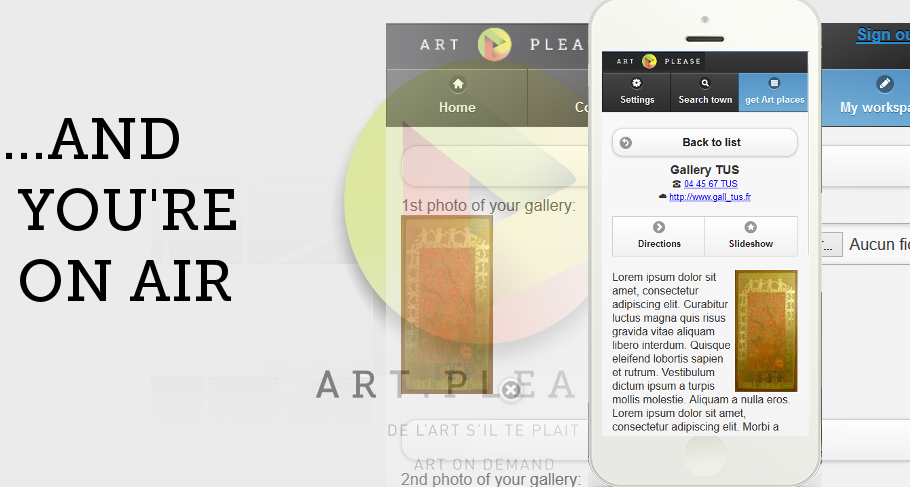 ...AND
YOU'RE
ON AIR
ART PLEA
Sign ou
Home
Co
My workspa
1st photo of your gallery:
Aucun fi
ART.PLEA
DE L'ART S'IL TE PLAIT
ART ON DEMAND
2nd photo of your gallery:
ART PLEASE
Settings
Search town
get Art places
Back to list
Gallery TUS
04 45 67 TUS
http://www.gall_tus.fr
Directions
Slideshow
Lorem ipsum dolor sit
amet, consectetur
adipiscing elit. Curabitur
luctus magna quis risus
gravida vitae aliquam
libero interdum. Quisque
eleifend lobortis sapien
et rutrum. Vestibulum
dictum ipsum a turpis
mollis molestie. Aliquam a nulla eros.
Lorem ipsum dolor sit amet,
consectetur adipiscing elit. Morbi a